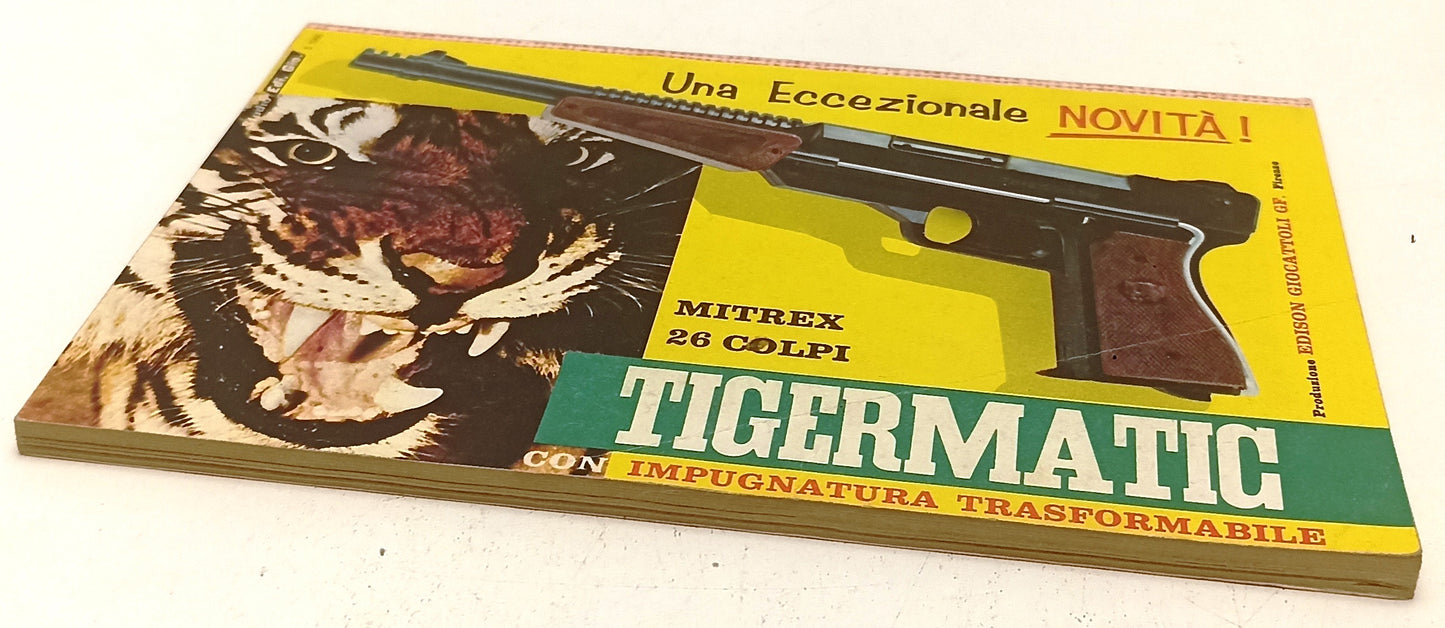 Una Eccezionale NOVITÀ!
MITREX
26 COLPI
TIGERMATIC
CON IMPUGNATURA TRASFORMABILE
Produzione EDISON GIOCATTOLI GF. Firenze